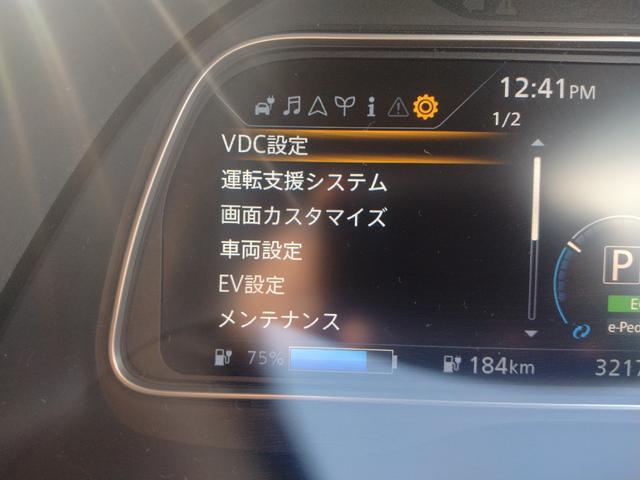 12:41PM
1/2
VDC設定
運転支援システム
画面カスタマイズ
車両設定
EV設定
メンテナンス
P
e-Ped
75%
184km
3217